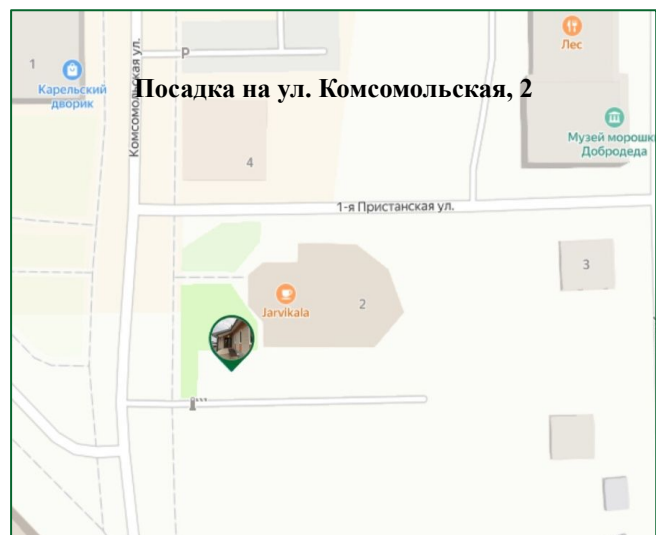 Лес
1
Карельский
дворик
P
Комсомольская ул.
Посадка на ул. Комсомольская, 2
Музей морошки
Добродеда
4
1-я Пристанская ул.
3
2
Jarvikala